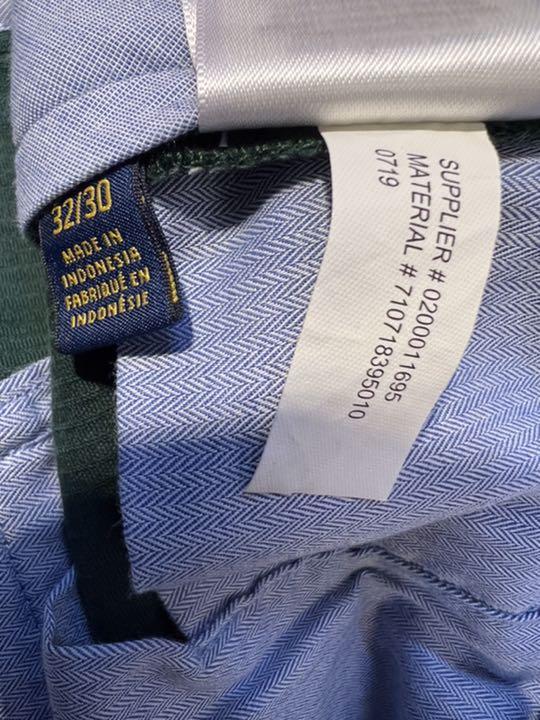 32/30
MADE IN
INDONESIA
FABRIQUÉ EN
INDONÉSIE
SUPPLIER # 0200011695
MATERIAL # 710718395010
0719